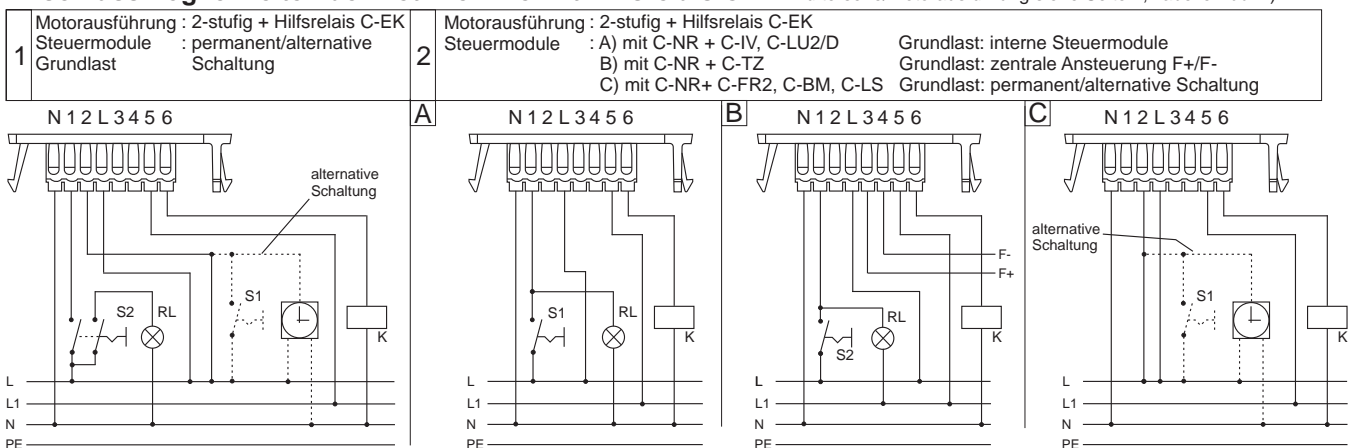 1
Motorausführung : 2-stufig + Hilfsrelais C-EK
Steuermodule : permanent/alternative
Grundlast Schaltung
2
Motorausführung : 2-stufig + Hilfsrelais C-EK
Steuermodule : A) mit C-NR + C-IV, C-LU2/D Grundlast: interne Steuermodule
B) mit C-NR + C-TZ Grundlast: zentrale Ansteuerung F+/F-
C) mit C-NR+ C-FR2, C-BM, C-LS Grundlast: permanent/alternative Schaltung
N 1 2 L 3 4 5 6
alternative
Schaltung
S2
RL
S1
K
L
L1
N
PE
A
N 1 2 L 3 4 5 6
S1
RL
K
L
L1
N
PE
B
N 1 2 L 3 4 5 6
F-
F+
S2
RL
K
L
L1
N
PE
C
N 1 2 L 3 4 5 6
alternative
Schaltung
S1
K
L
L1
N
PE